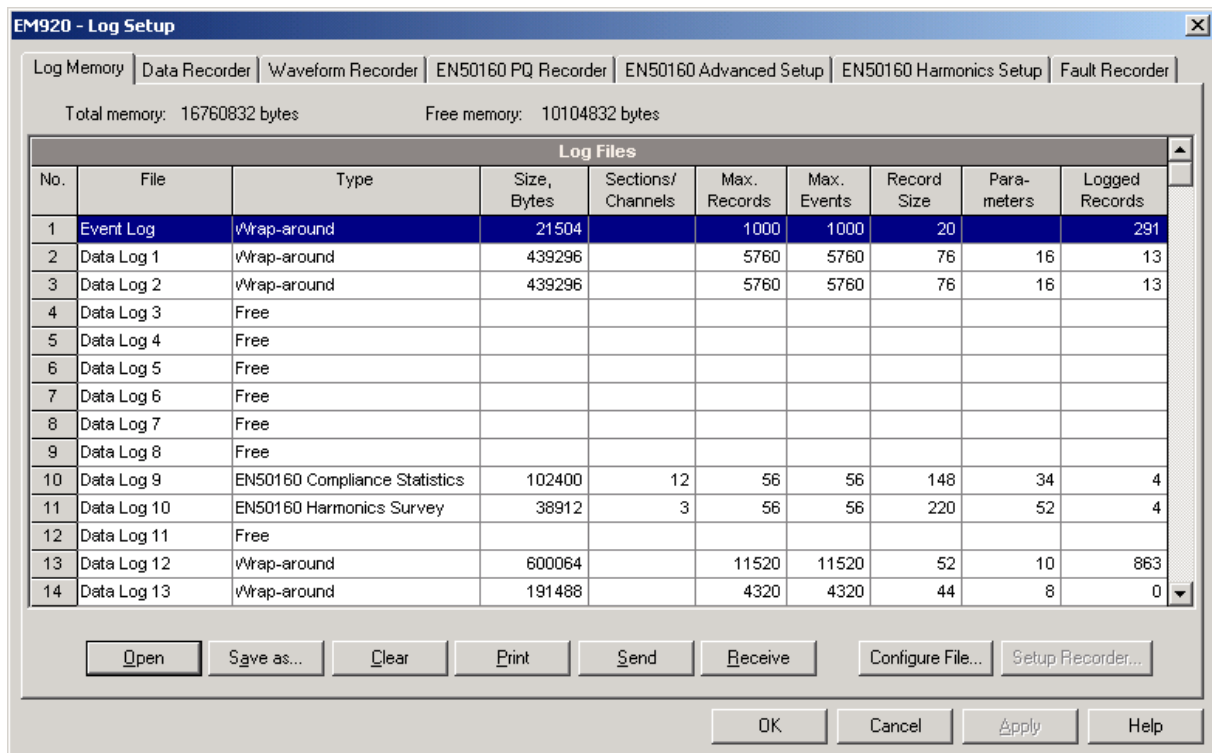 EM920 - Log Setup
Log Memory Data Recorder Waveform Recorder EN50160 PQ Recorder EN50160 Advanced Setup EN50160 Harmonics Setup Fault Recorder
Total memory: 16760832 bytes Free memory: 10104832 bytes
Log Files
No. File Type Size, Bytes Sections/ Channels Max. Records Max. Events Record Size Para- meters Logged Records
1 Event Log Wrap-around 21504 1000 1000 20 291
2 Data Log 1 Wrap-around 439296 5760 5760 76 16 13
3 Data Log 2 Wrap-around 439296 5760 5760 76 16 13
4 Data Log 3 Free
5 Data Log 4 Free
6 Data Log 5 Free
7 Data Log 6 Free
8 Data Log 7 Free
9 Data Log 8 Free
10 Data Log 9 EN50160 Compliance Statistics 102400 12 56 56 148 34 4
11 Data Log 10 EN50160 Harmonics Survey 38912 3 56 56 220 52 4
12 Data Log 11 Free
13 Data Log 12 Wrap-around 600064 11520 11520 52 10 863
14 Data Log 13 Wrap-around 191488 4320 4320 44 8 0
Open Save as... Clear Print Send Receive Configure File... Setup Recorder...
OK Cancel Apply Help